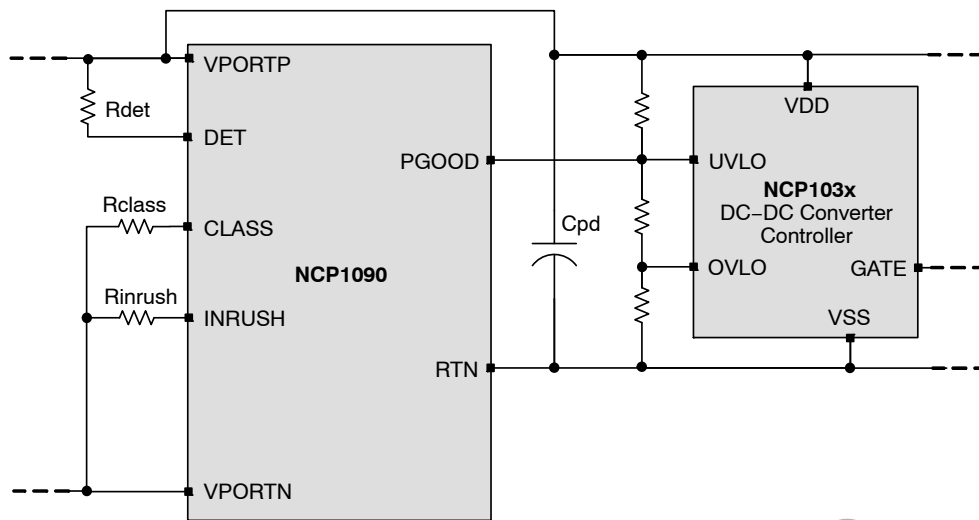 VPORTP
Rdet
DET
VDD
PGOOD
UVLO
Rclass
CLASS
NCP103x
DC−DC Converter
Controller
Cpd
NCP1090
OVLO
GATE
Rinrush
INRUSH
VSS
RTN
VPORTN